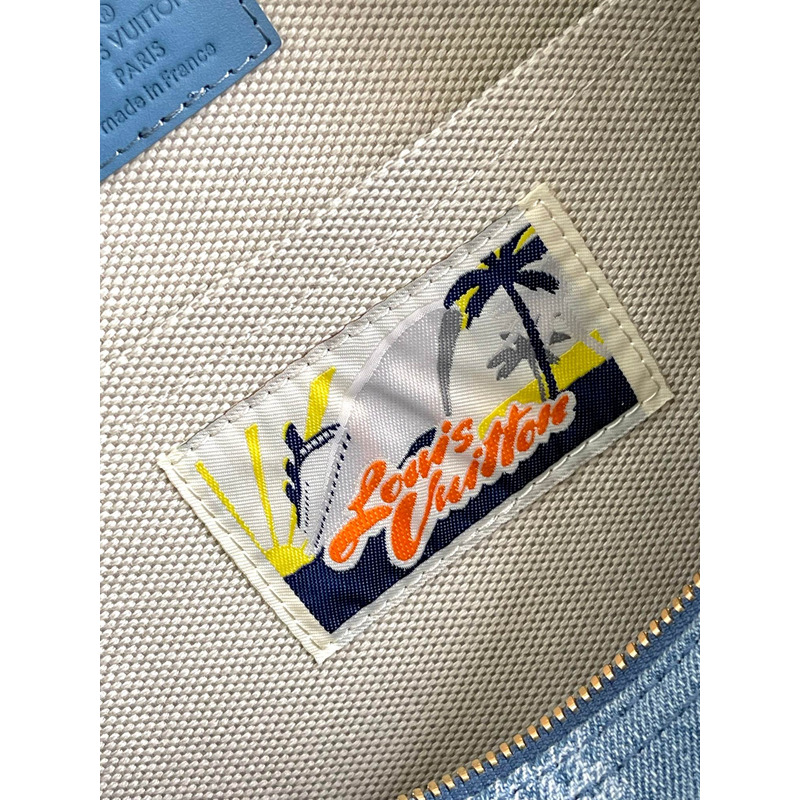 ®
S VUITTON
PARIS
made in France
Louis
Vuitton